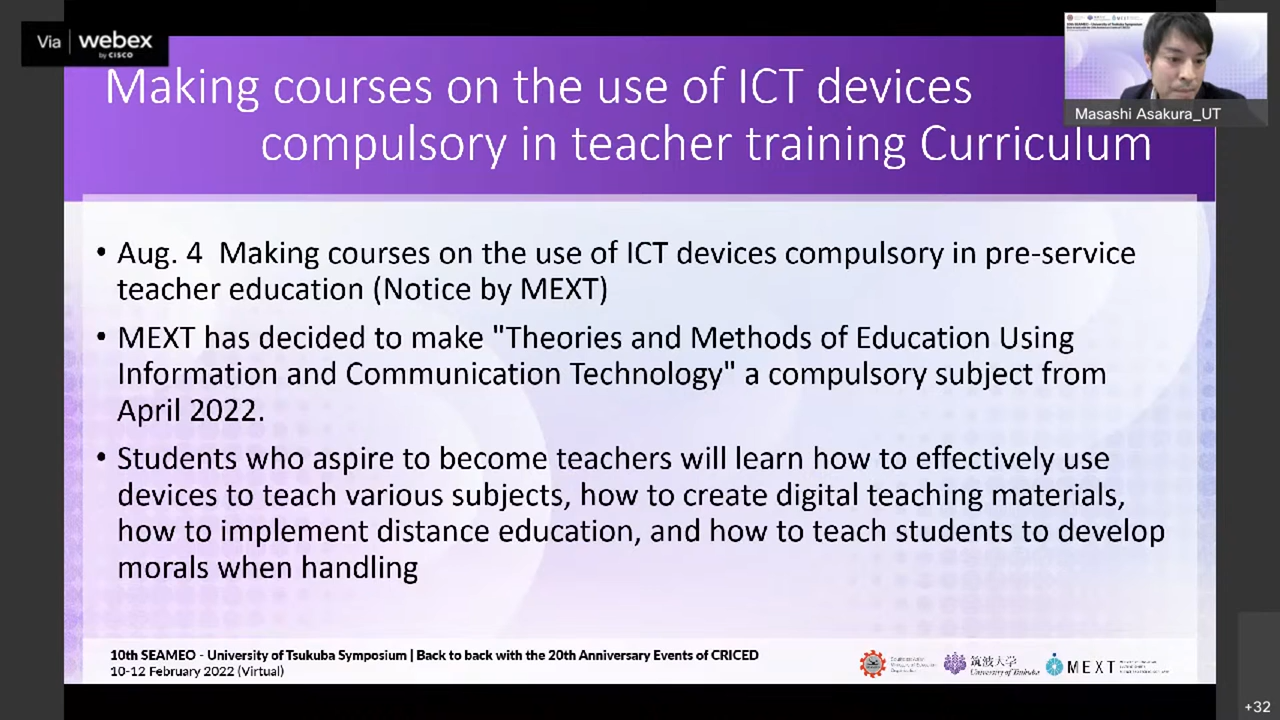 Via webex
by CISCO
Making courses on the use of ICT devices
compulsory in teacher training Curriculum
Masashi Asakura_UT
• Aug. 4 Making courses on the use of ICT devices compulsory in pre-service
teacher education (Notice by MEXT)
• MEXT has decided to make "Theories and Methods of Education Using
Information and Communication Technology" a compulsory subject from
April 2022.
• Students who aspire to become teachers will learn how to effectively use
devices to teach various subjects, how to create digital teaching materials,
how to implement distance education, and how to teach students to develop
morals when handling
10th SEAMEO - University of Tsukuba Symposium | Back to back with the 20th Anniversary Events of CRICED
10-12 February 2022 (Virtual)
筑波大学
University of Tsukuba
MEXT
+32